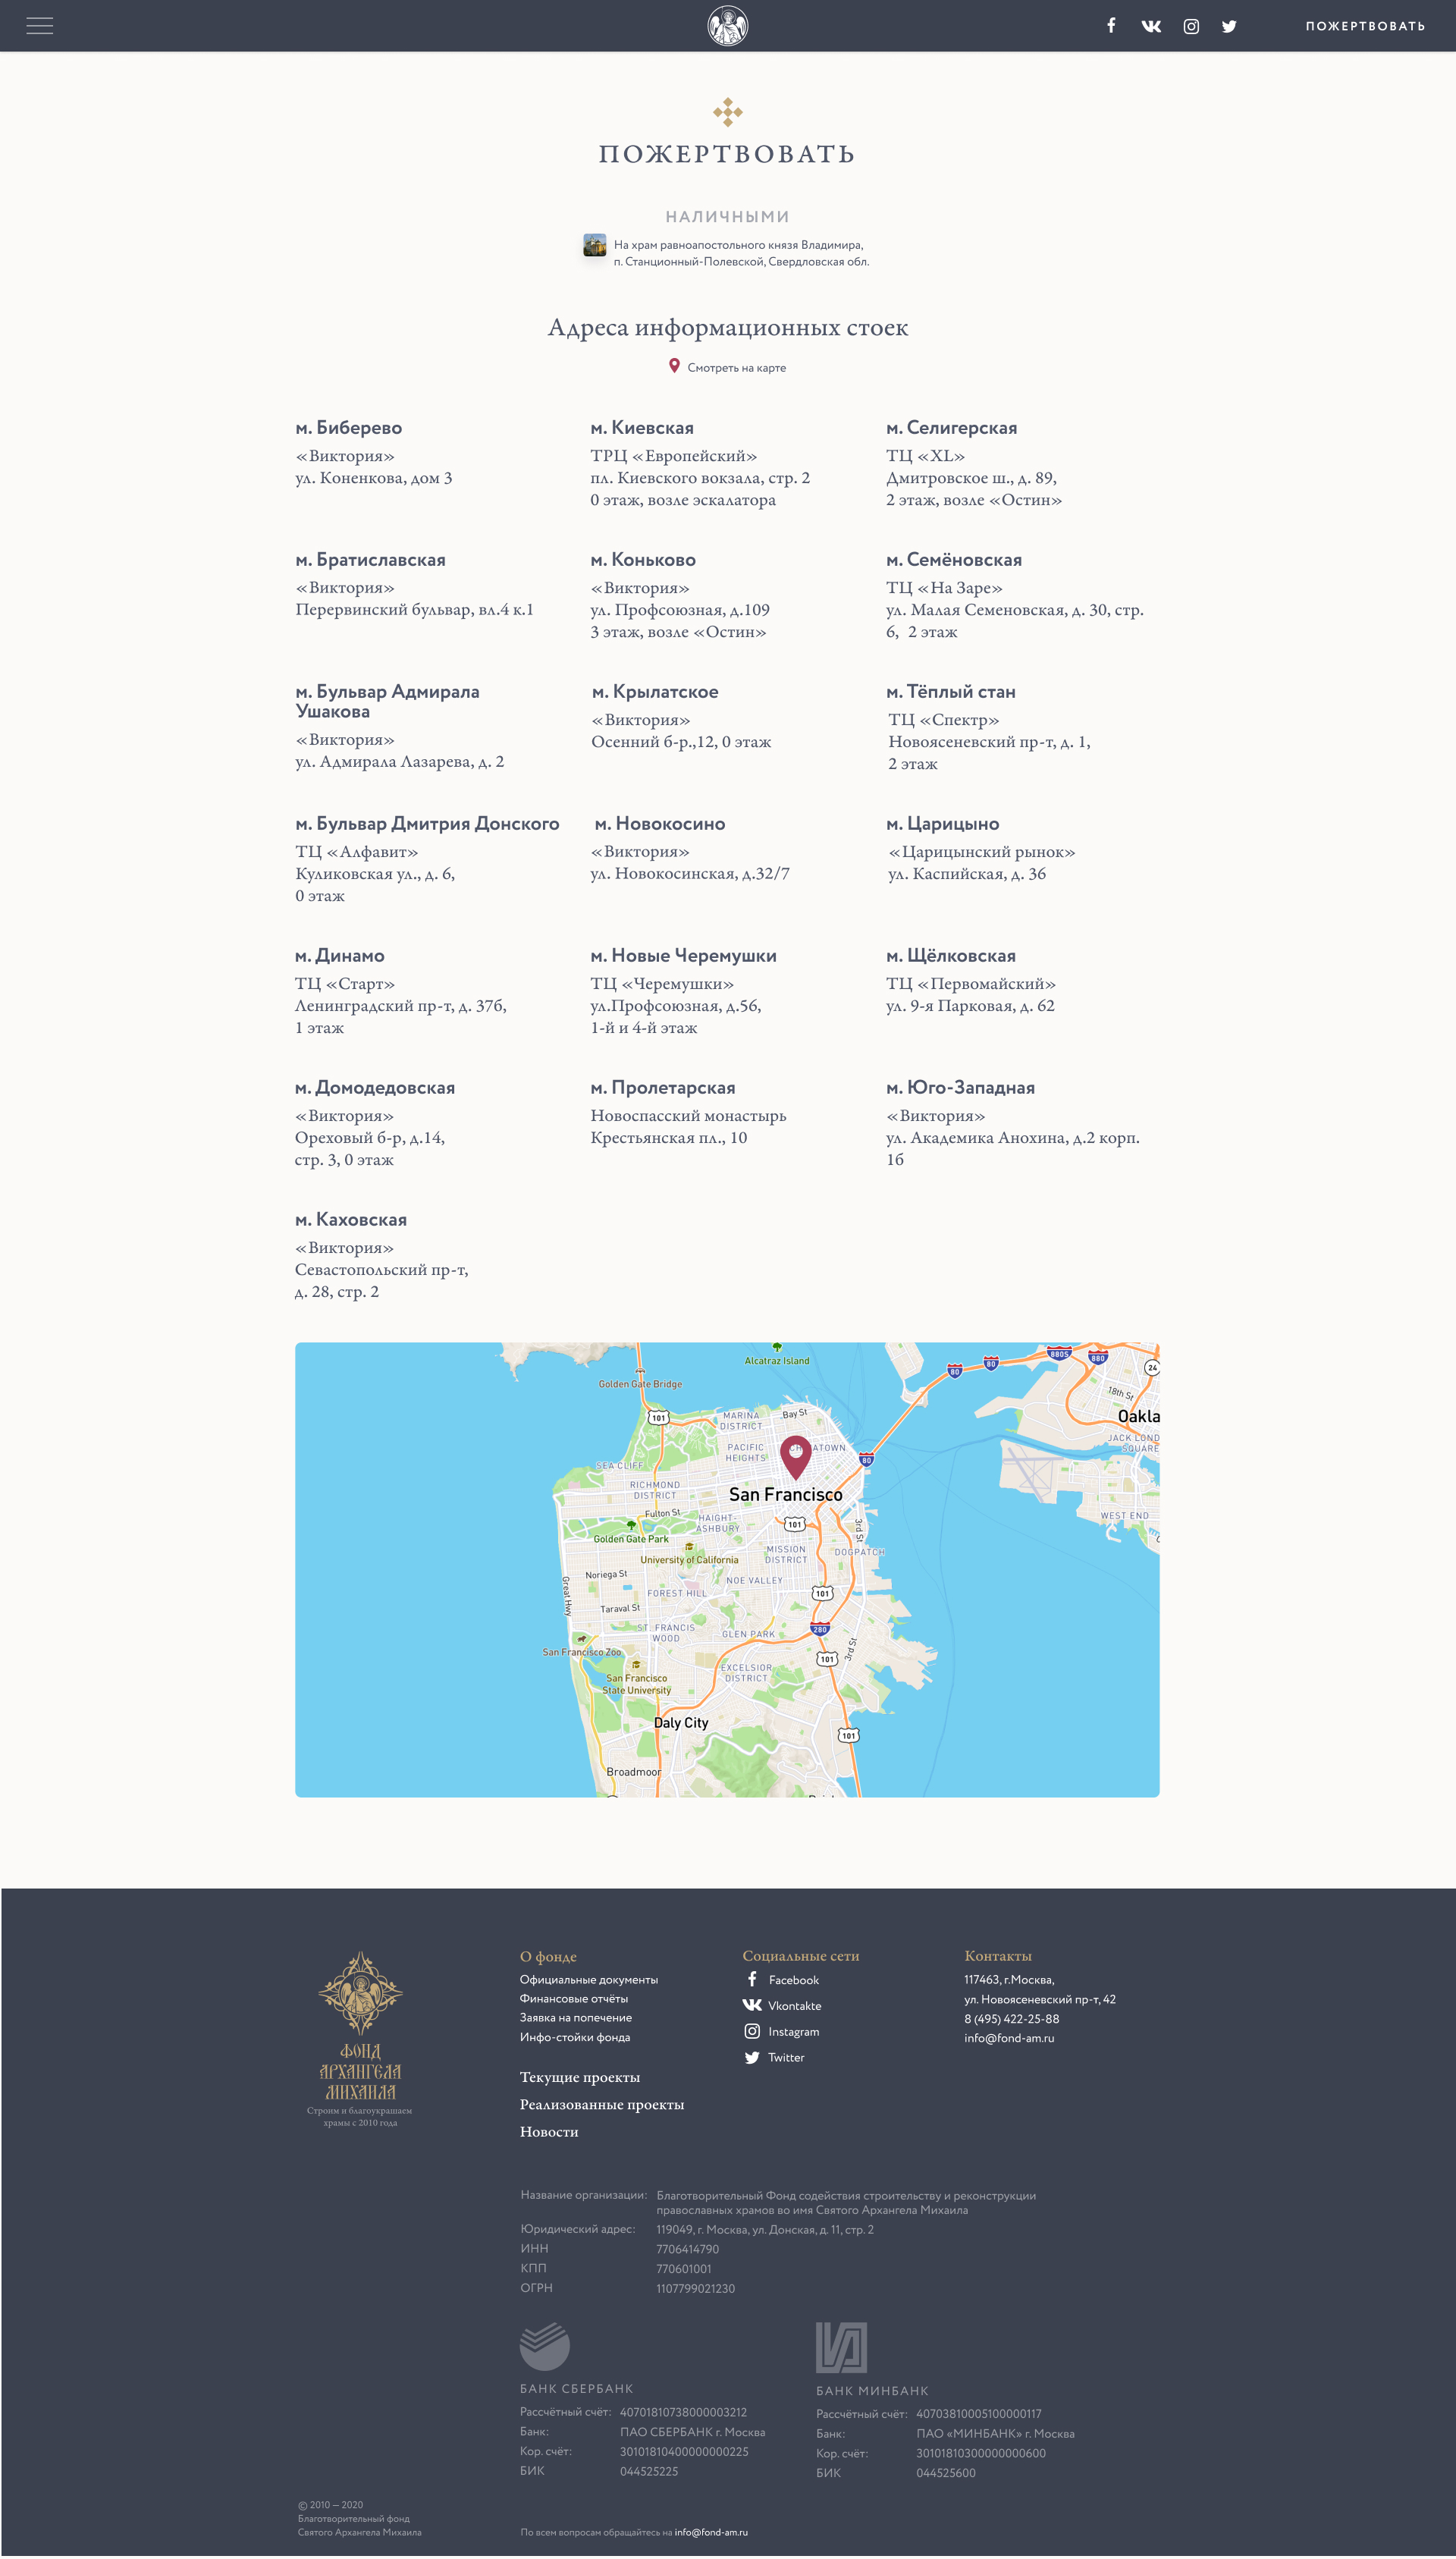 ПОЖЕРТВОВАТЬ
ПОЖЕРТВОВАТЬ
НАЛИЧНЫМИ
На храм равноапостольного князя Владимира,
п. Станционный-Полевской, Свердловская обл.
Адреса информационных стоек
Смотреть на карте
м. Биберево
«Виктория»
ул. Коненкова, дом 3
м. Киевская
ТРЦ «Европейский»
пл. Киевского вокзала, стр. 2
0 этаж, возле эскалатора
м. Селигерская
ТЦ «XL»
Дмитровское ш., д. 89,
2 этаж, возле «Остин»
м. Братиславская
«Виктория»
Перервинский бульвар, вл.4 к.1
м. Коньково
«Виктория»
ул. Профсоюзная, д.109
3 этаж, возле «Остин»
м. Семёновская
ТЦ «На Заре»
ул. Малая Семеновская, д. 30, стр.
6, 2 этаж
м. Бульвар Адмирала
Ушакова
«Виктория»
ул. Адмирала Лазарева, д. 2
м. Крылатское
«Виктория»
Осенний б-р.,12, 0 этаж
м. Тёплый стан
ТЦ «Спектр»
Новоясеневский пр-т, д. 1,
2 этаж
м. Бульвар Дмитрия Донского
ТЦ «Алфавит»
Куликовская ул., д. 6,
0 этаж
м. Новокосино
«Виктория»
ул. Новокосинская, д.32/7
м. Царицыно
«Царицынский рынок»
ул. Каспийская, д. 36
м. Динамо
ТЦ «Старт»
Ленинградский пр-т, д. 37б,
1 этаж
м. Новые Черемушки
ТЦ «Черемушки»
ул.Профсоюзная, д.56,
1-й и 4-й этаж
м. Щёлковская
ТЦ «Первомайский»
ул. 9-я Парковая, д. 62
м. Домодедовская
«Виктория»
Ореховый б-р, д.14,
стр. 3, 0 этаж
м. Пролетарская
Новоспасский монастырь
Крестьянская пл., 10
м. Юго-Западная
«Виктория»
ул. Академика Анохина, д.2 корп.
1б
м. Каховская
«Виктория»
Севастопольский пр-т,
д. 28, стр. 2
Alcatraz Island
Golden Gate Bridge
80
80
880S
880
24
18th St
Oakla
JACK LOND
SQUARE
101
MARINA
DISTRICT
Bay St
PACIFIC
HEIGHTS
ATOWN
80
SEA CLIFF
RICHMOND
DISTRICT
San Francisco
WEST END
Fulton St
HAIGHT-
ASHBURY
101
3rd St
Golden Gate Park
University of California
MISSION
DISTRICT
DOGPATCH
Noriega St
NOE VALLEY
Great Hwy
FOREST HILL
101
Taraval St
ST. FRANCIS
WOOD
GLEN PARK
280
San Francisco Zoo
101
3rd St
San Francisco
State University
EXCELSIOR
DISTRICT
Daly City
101
Broadmoor
ФОНД
АРХАНГЕЛА
МИХАИЛА
Строим и благоукрашаем
храмы с 2010 года
О фонде
Официальные документы
Финансовые отчёты
Заявка на попечение
Инфо-стойки фонда
Текущие проекты
Реализованные проекты
Новости
Социальные сети
Facebook
Vkontakte
Instagram
Twitter
Контакты
117463, г.Москва,
ул. Новоясеневский пр-т, 42
8 (495) 422-25-88
info@fond-am.ru
Название организации: Благотворительный Фонд содействия строительству и реконструкции
православных храмов во имя Святого Архангела Михаила
Юридический адрес: 119049, г. Москва, ул. Донская, д. 11, стр. 2
ИНН 7706414790
КПП 770601001
ОГРН 1107799021230
БАНК СБЕРБАНК
Рассчётный счёт: 40701810738000003212
Банк: ПАО СБЕРБАНК г. Москва
Кор. счёт: 30101810400000000225
БИК 044525225
БАНК МИНБАНК
Рассчётный счёт: 40703810005100000117
Банк: ПАО «МИНБАНК» г. Москва
Кор. счёт: 30101810300000000600
БИК 044525600
© 2010 — 2020
Благотворительный фонд
Святого Архангела Михаила
По всем вопросам обращайтесь на info@fond-am.ru